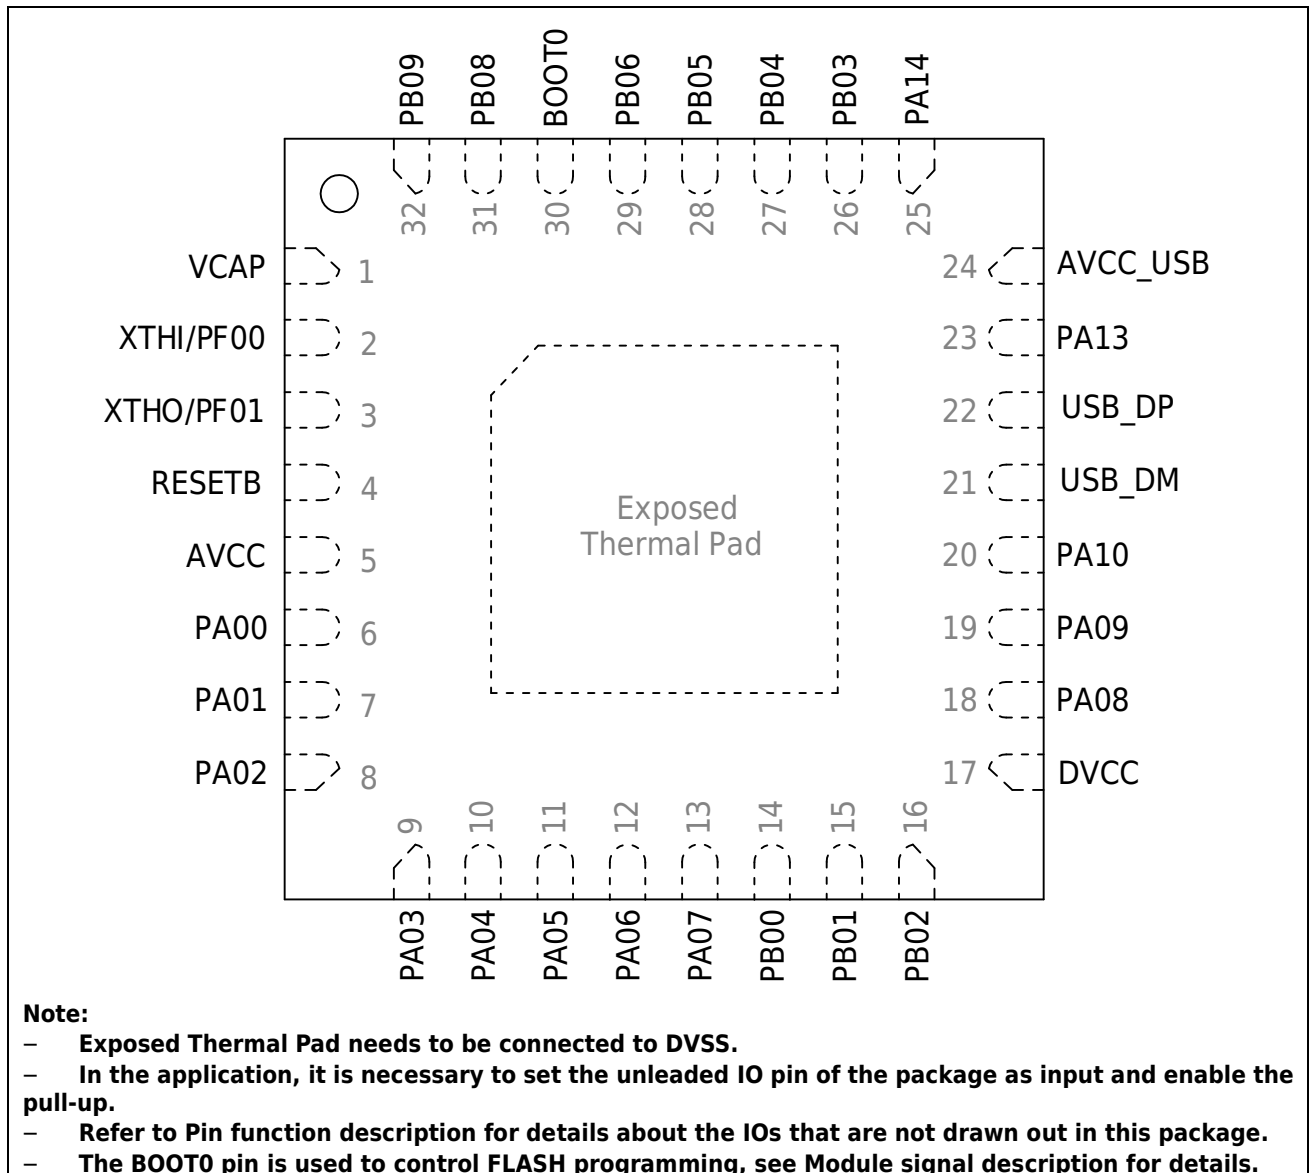 PB09
PB08
BOOT0
PB06
PB05
PB04
PB03
PA14
32
31
30
29
28
27
26
25
VCAP 1
XTHI/PF00 2
XTHO/PF01 3
RESETB 4
AVCC 5
PA00 6
PA01 7
PA02 8
24 AVCC_USB
23 PA13
22 USB_DP
21 USB_DM
20 PA10
19 PA09
18 PA08
17 DVCC
Exposed
Thermal Pad
9
10
11
12
13
14
15
16
PA03
PA04
PA05
PA06
PA07
PB00
PB01
PB02
Note:
– Exposed Thermal Pad needs to be connected to DVSS.
– In the application, it is necessary to set the unleaded IO pin of the package as input and enable the
pull-up.
– Refer to Pin function description for details about the IOs that are not drawn out in this package.
– The BOOT0 pin is used to control FLASH programming, see Module signal description for details.